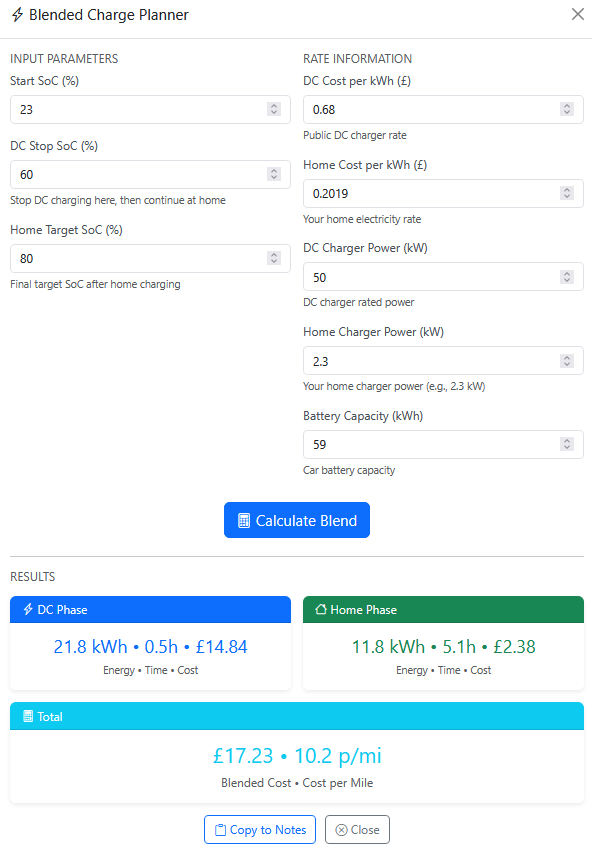 Blended Charge Planner
INPUT PARAMETERS
Start SoC (%)
23
DC Stop SoC (%)
60
Stop DC charging here, then continue at home
Home Target SoC (%)
80
Final target SoC after home charging
RATE INFORMATION
DC Cost per kWh (£)
0.68
Public DC charger rate
Home Cost per kWh (£)
0.2019
Your home electricity rate
DC Charger Power (kW)
50
DC charger rated power
Home Charger Power (kW)
2.3
Your home charger power (e.g., 2.3 kW)
Battery Capacity (kWh)
59
Car battery capacity
Calculate Blend
RESULTS
DC Phase
21.8 kWh • 0.5h • £14.84
Energy • Time • Cost
Home Phase
11.8 kWh • 5.1h • £2.38
Energy • Time • Cost
Total
£17.23 • 10.2 p/mi
Blended Cost • Cost per Mile
Copy to Notes
Close